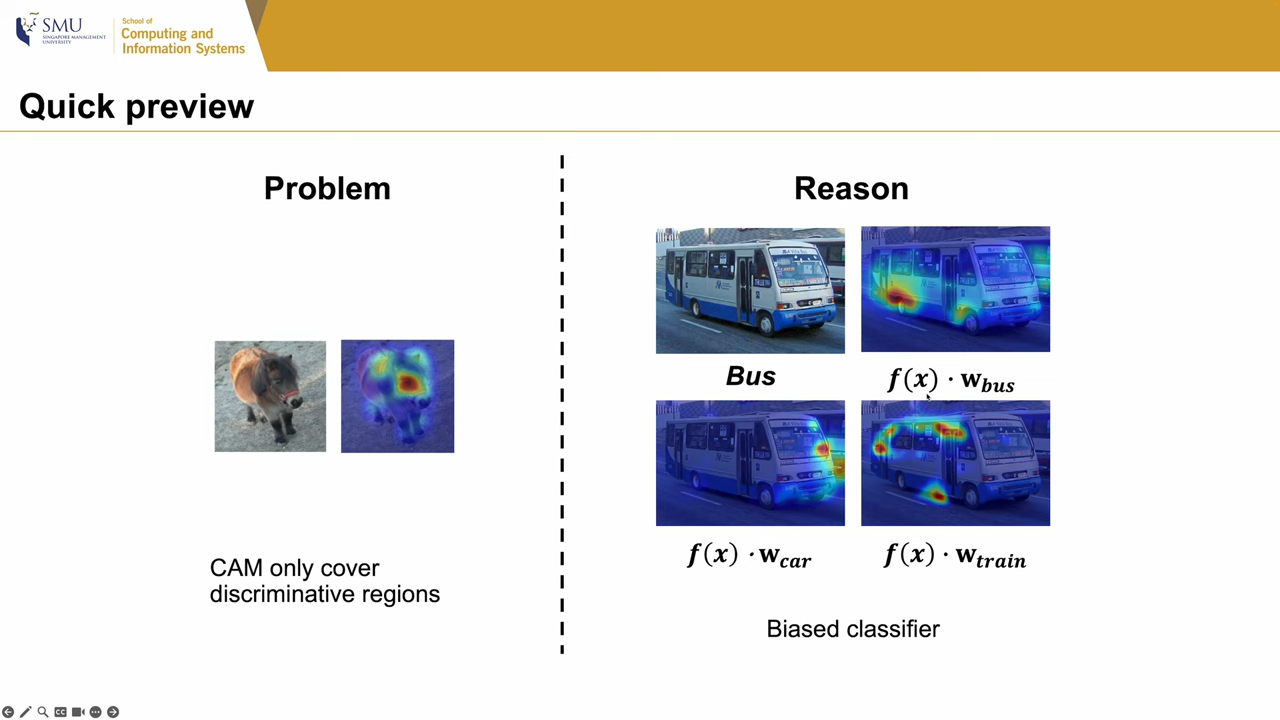 SMU
SINGAPORE MANAGEMENT
UNIVERSITY
School of
Computing and
Information Systems
Quick preview
Problem
Reason
Bus
f(x) · w_bus
f(x) · w_car
f(x) · w_train
CAM only cover
discriminative regions
Biased classifier
CC